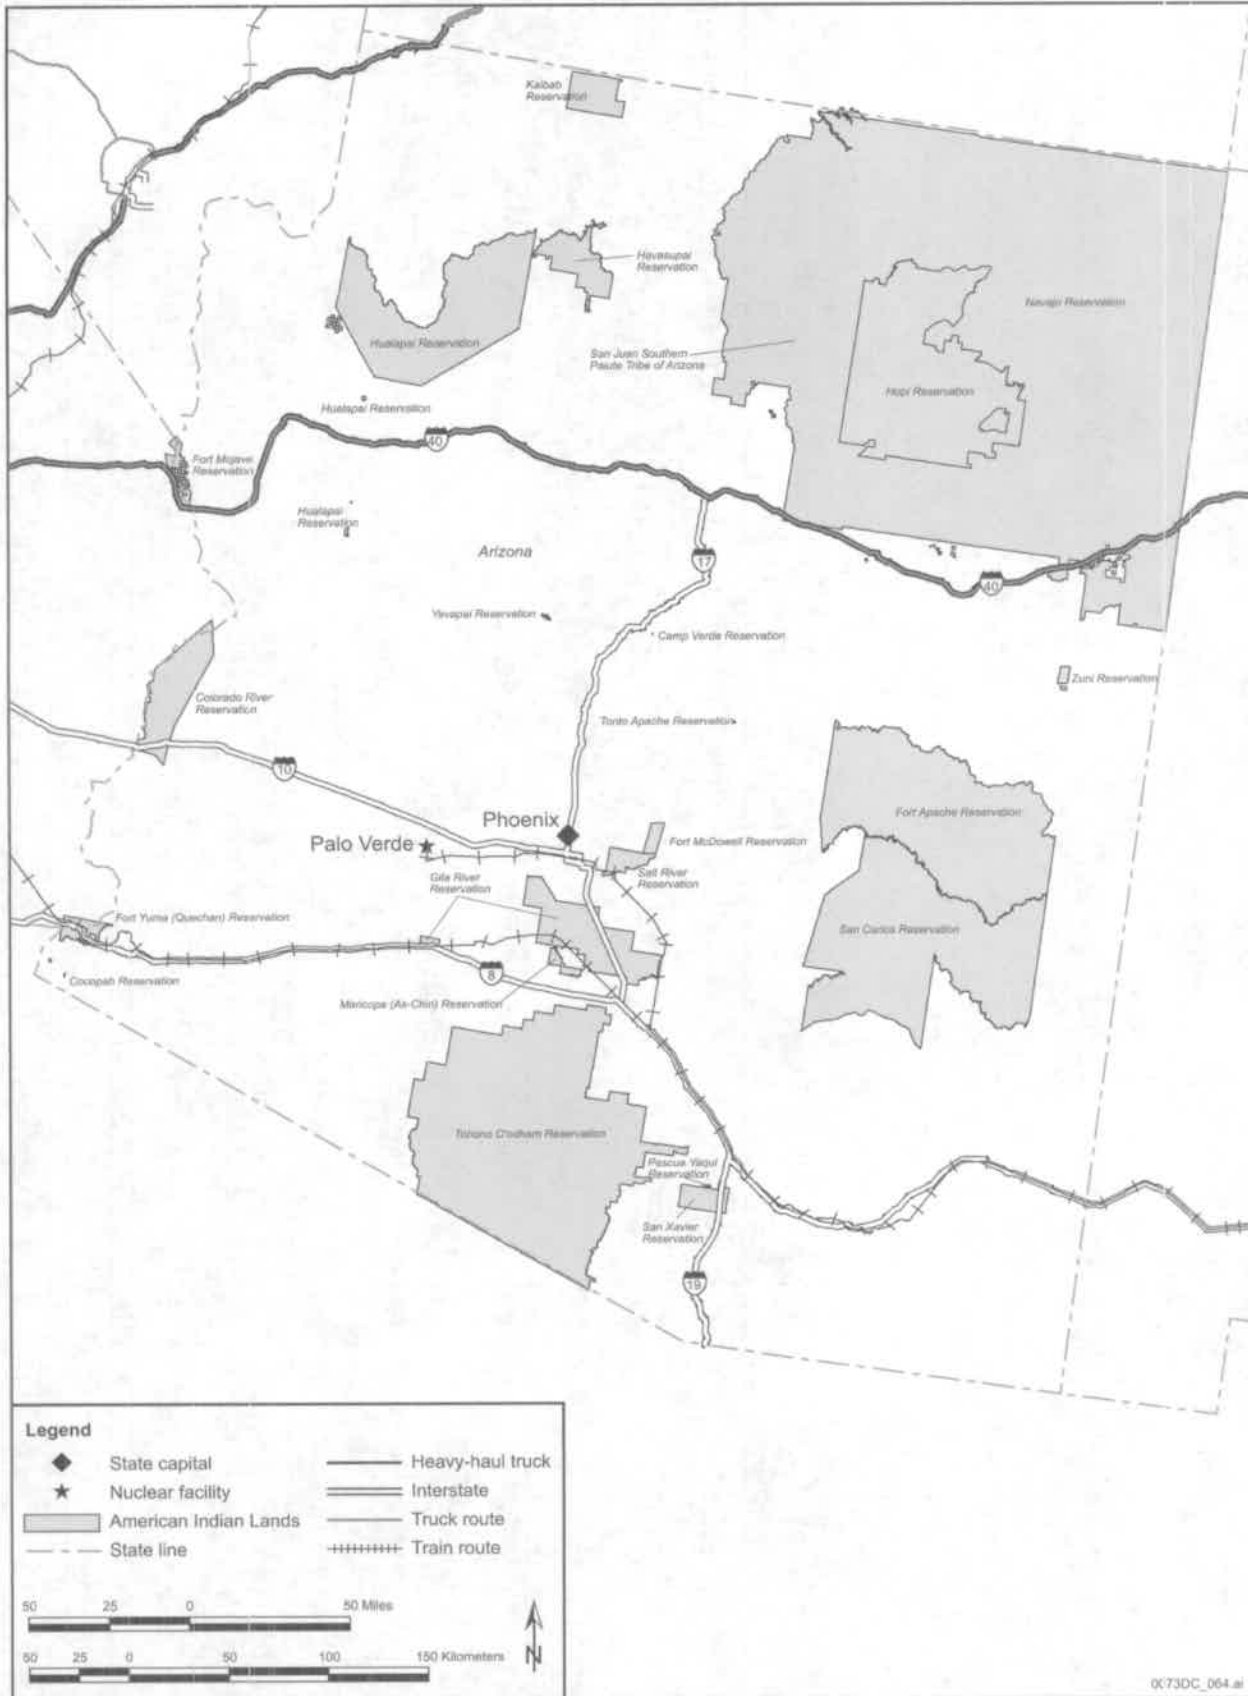 Kaibab
Reservation
Havasupai
Reservation
Navajo Reservation
Hualapai Reservation
San Juan Southern
Paiute Tribe of Arizona
Hopi Reservation
Hualapai Reservation
40
Fort Mojave
Reservation
Hualapai
Reservation
Arizona
17
40
Yavapai Reservation
Camp Verde Reservation
Zuni Reservation
Colorado River
Reservation
Tonto Apache Reservation
10
Fort Apache Reservation
Phoenix
Palo Verde
Fort McDowell Reservation
Salt River
Reservation
Gila River
Reservation
Fort Yuma (Quechan) Reservation
San Carlos Reservation
8
Cocopah Reservation
Maricopa (Ak-Chin) Reservation
Tohono O'odham Reservation
Pascua Yaqui
Reservation
San Xavier
Reservation
19
Legend
State capital
Nuclear facility
American Indian Lands
State line
Heavy-haul truck
Interstate
Truck route
Train route
50 25 0 50 Miles
50 25 0 50 100 150 Kilometers
N